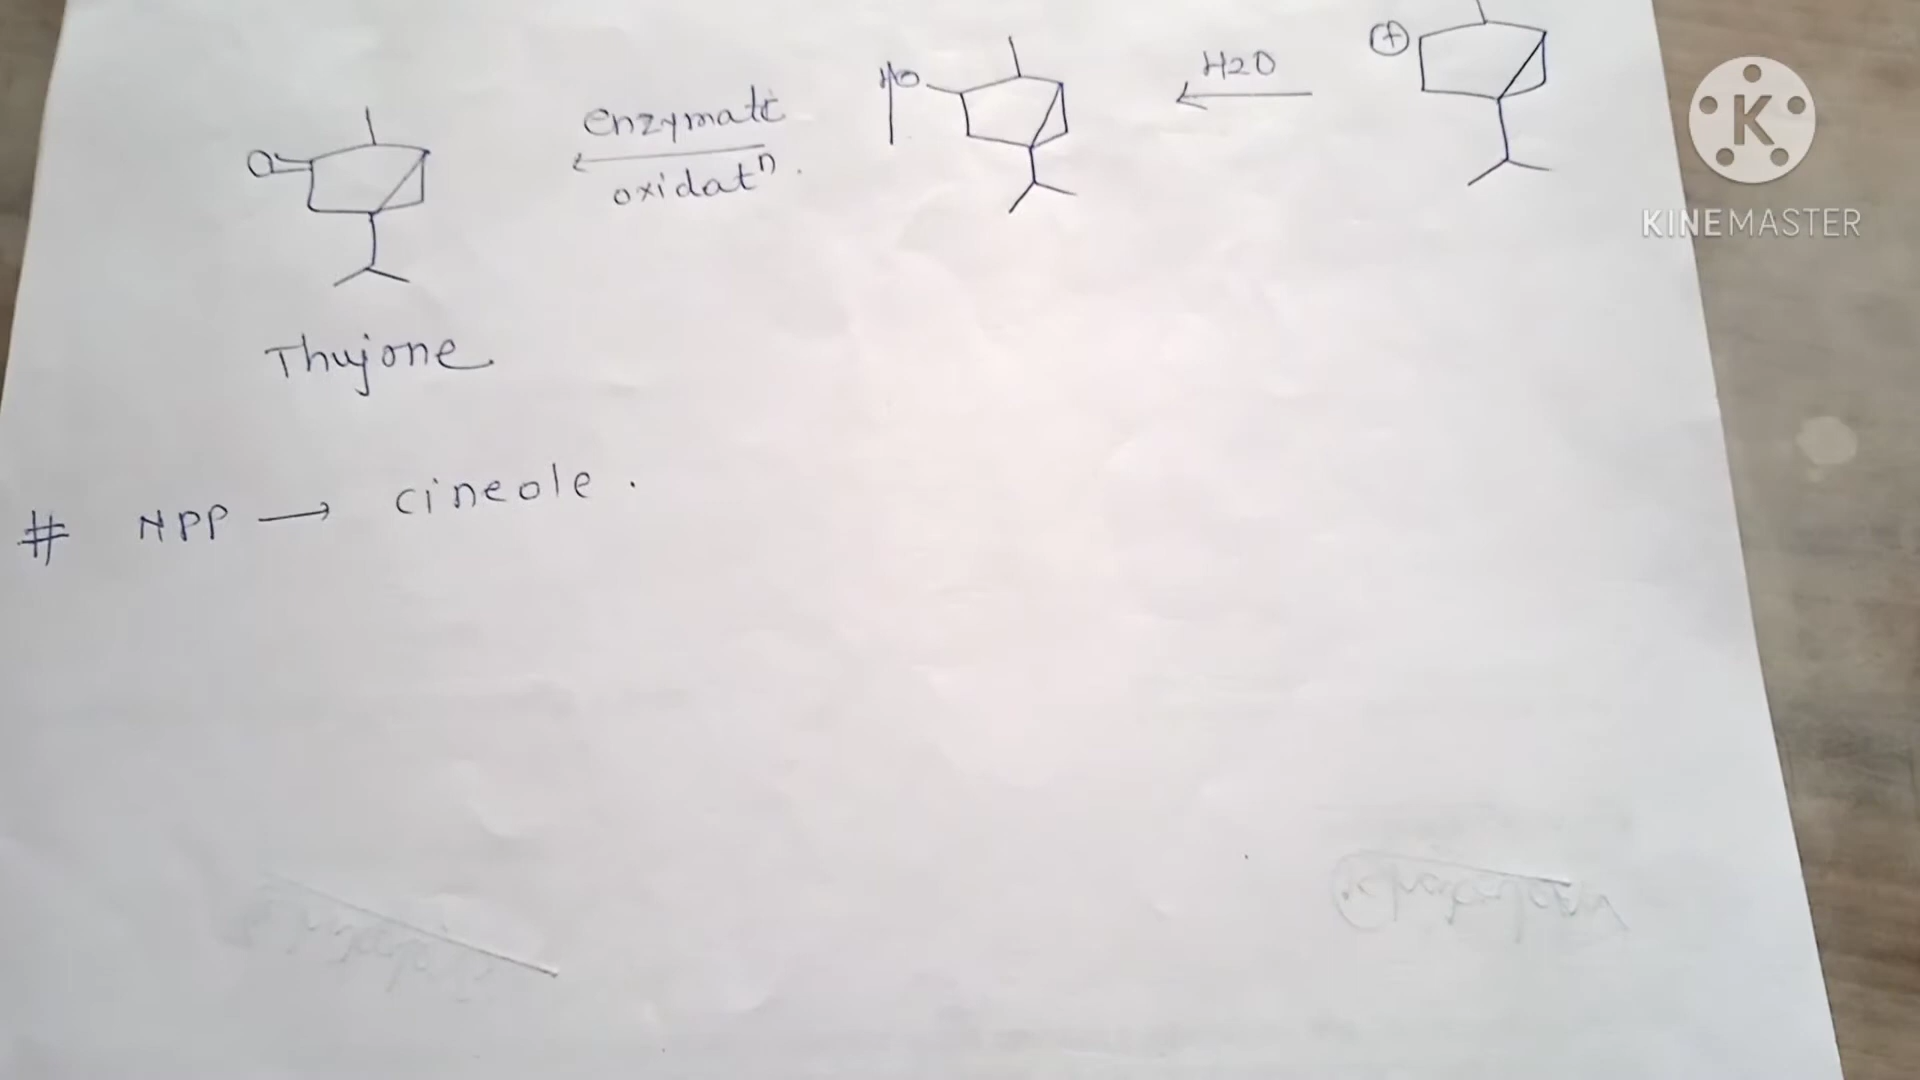 H2O
HO
enzymatic
oxidatⁿ.
O
Thujone
# NPP → cineole.
K
KINEMASTER